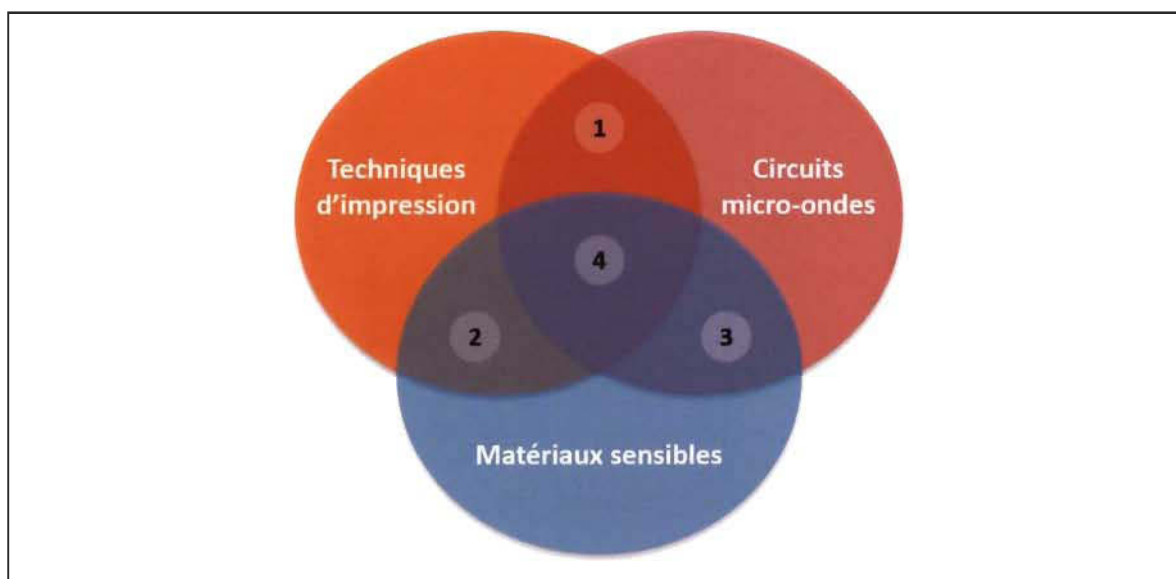 1
Techniques
d'impression
Circuits
micro-ondes
4
2
3
Matériaux sensibles